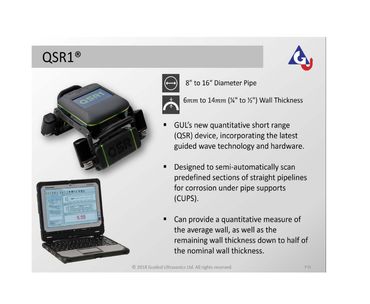 QSR1®
8" to 16" Diameter Pipe
6mm to 14mm (¼" to ½") Wall Thickness
QSR1
QSR
▪ GUL's new quantitative short range
(QSR) device, incorporating the latest
guided wave technology and hardware.
▪ Designed to semi-automatically scan
predefined sections of straight pipelines
for corrosion under pipe supports
(CUPS).
▪ Can provide a quantitative measure of
the average wall, as well as the
remaining wall thickness down to half of
the nominal wall thickness.
© 2018 Guided Ultrasonics Ltd. All rights reserved.